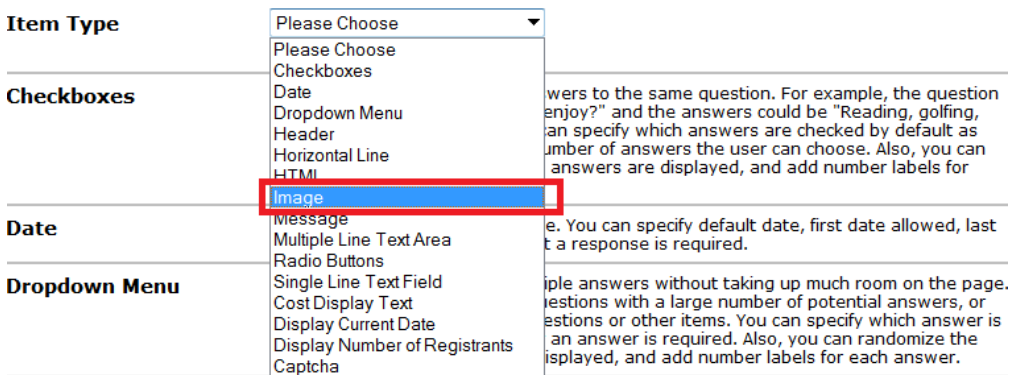 Item Type
Please Choose
Please Choose
Checkboxes
Date
Dropdown Menu
Header
Horizontal Line
HTML
Image
Message
Multiple Line Text Area
Radio Buttons
Single Line Text Field
Cost Display Text
Display Current Date
Display Number of Registrants
Captcha
Checkboxes
wers to the same question. For example, the question
enjoy?" and the answers could be "Reading, golfing,
can specify which answers are checked by default as
umber of answers the user can choose. Also, you can
answers are displayed, and add number labels for
Date
e. You can specify default date, first date allowed, last
t a response is required.
Dropdown Menu
iple answers without taking up much room on the page.
estions with a large number of potential answers, or
estions or other items. You can specify which answer is
an answer is required. Also, you can randomize the
isplayed, and add number labels for each answer.